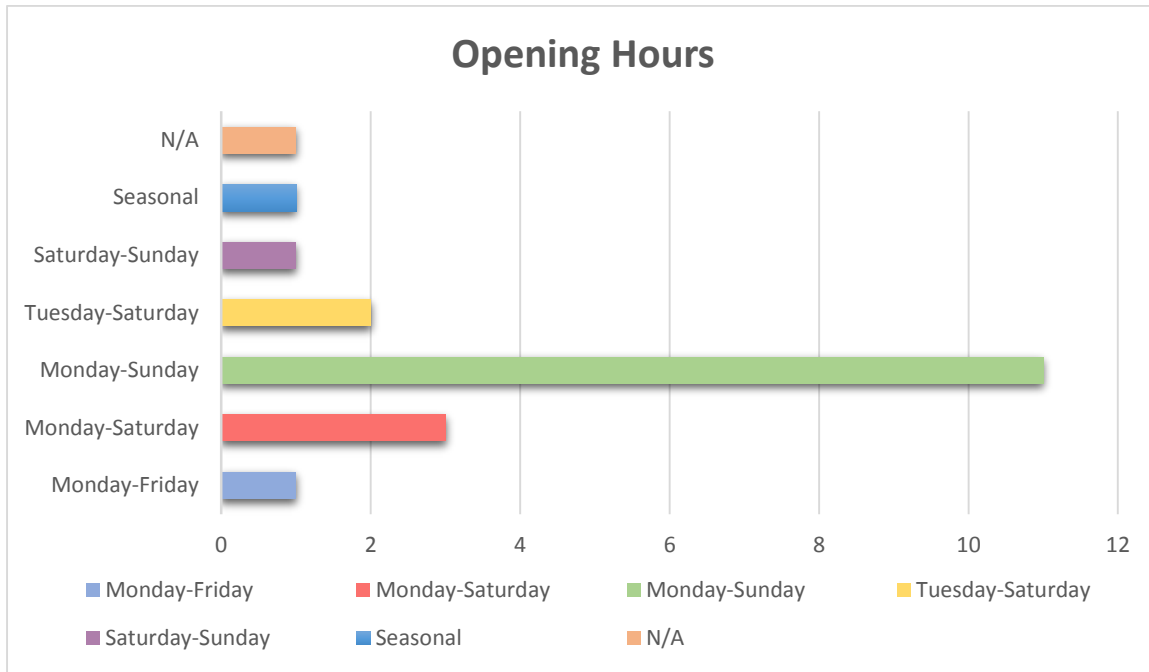 Opening Hours
N/A
Seasonal
Saturday-Sunday
Tuesday-Saturday
Monday-Sunday
Monday-Saturday
Monday-Friday
0 2 4 6 8 10 12
Monday-Friday Monday-Saturday Monday-Sunday Tuesday-Saturday
Saturday-Sunday Seasonal N/A